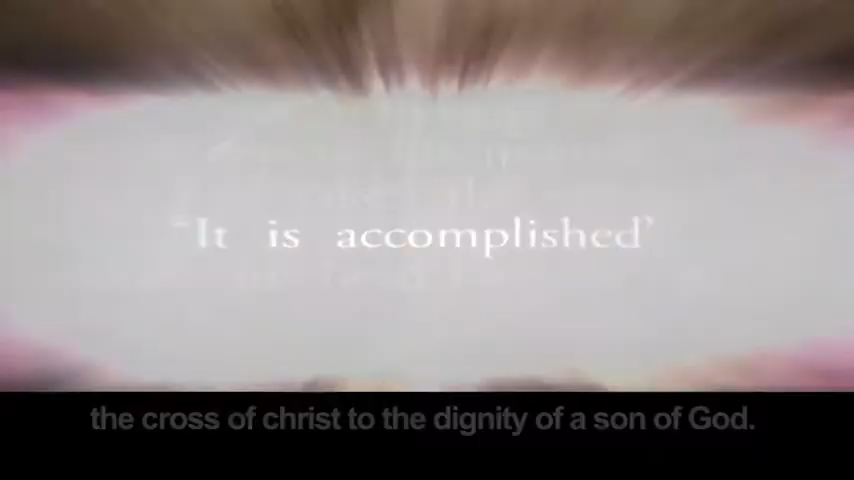 "It is accomplished"
the cross of christ to the dignity of a son of God.